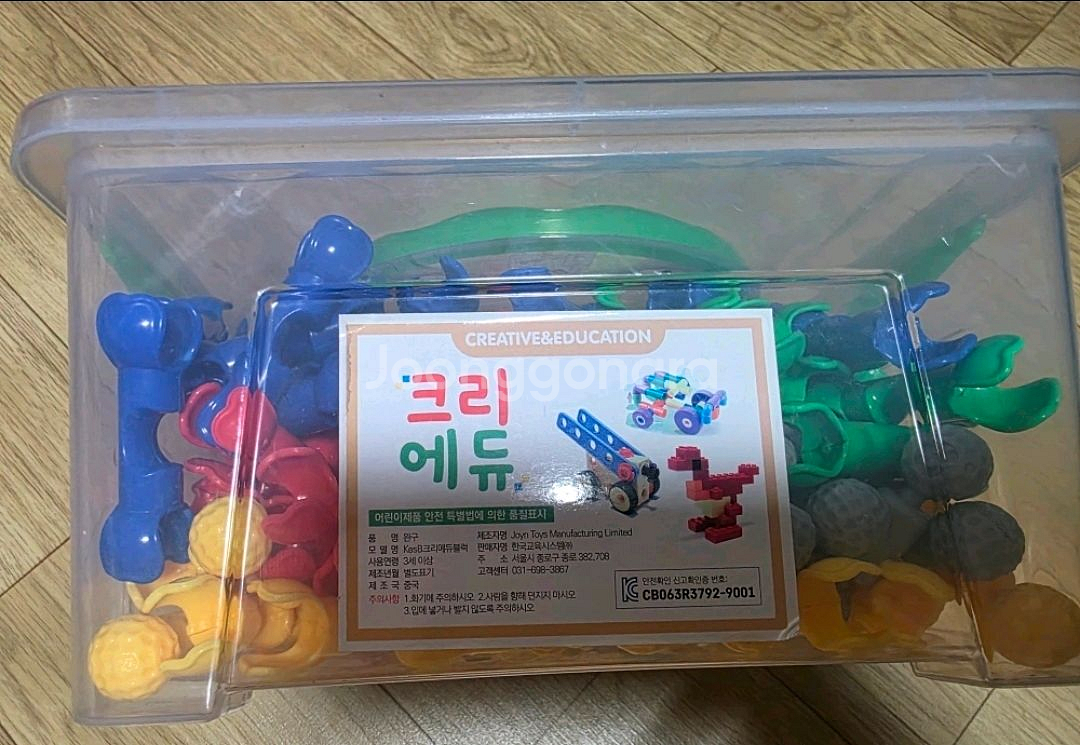 CREATIVE&EDUCATION
Joonggonara
크리
에듀
어린이제품 안전 특별법에 의한 품질표시
품 명 완구 제조자명 Joyn Toys Manufacturing Limited
모 델 명 KesB크리에듀블럭 판매자명 한국교육시스템㈜
사용연령 3세 이상 주 소 서울시 종로구 종로 382,708
제조년월 별도표기 고객센터 031-698-3867
제 조 국 중국
주의사항 1.화기에 주의하시오 2.사람을 향해 던지지 마시오
3.입에 넣거나 빨지 않도록 주의하시오
안전확인 신고확인증 번호:
CB063R3792-9001